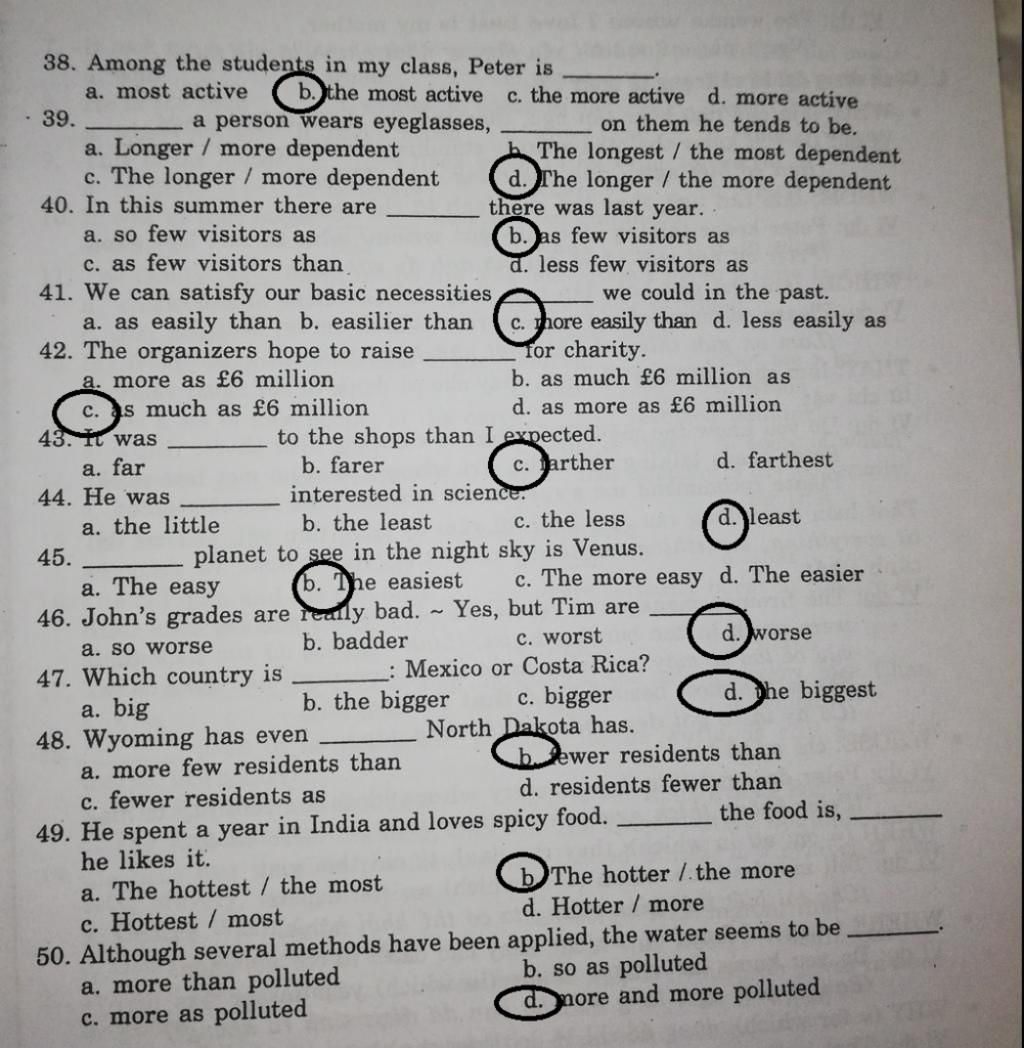 38. Among the students in my class, Peter is ________.
a. most active b. the most active c. the more active d. more active
39. ________ a person wears eyeglasses, ________ on them he tends to be.
a. Longer / more dependent b. The longest / the most dependent
c. The longer / more dependent d. The longer / the more dependent
40. In this summer there are ________ there was last year.
a. so few visitors as b. as few visitors as
c. as few visitors than d. less few visitors as
41. We can satisfy our basic necessities ________ we could in the past.
a. as easily than b. easilier than c. more easily than d. less easily as
42. The organizers hope to raise ________ for charity.
a. more as £6 million b. as much £6 million as
c. as much as £6 million d. as more as £6 million
43. It was ________ to the shops than I expected.
a. far b. farer c. farther d. farthest
44. He was ________ interested in science.
a. the little b. the least c. the less d. least
45. ________ planet to see in the night sky is Venus.
a. The easy b. The easiest c. The more easy d. The easier
46. John's grades are really bad. ~ Yes, but Tim are ________.
a. so worse b. badder c. worst d. worse
47. Which country is ________: Mexico or Costa Rica?
a. big b. the bigger c. bigger d. the biggest
48. Wyoming has even ________ North Dakota has.
a. more few residents than b. fewer residents than
c. fewer residents as d. residents fewer than
49. He spent a year in India and loves spicy food. ________ the food is, ________
he likes it.
a. The hottest / the most b. The hotter / the more
c. Hottest / most d. Hotter / more
50. Although several methods have been applied, the water seems to be ________.
a. more than polluted b. so as polluted
c. more as polluted d. more and more polluted